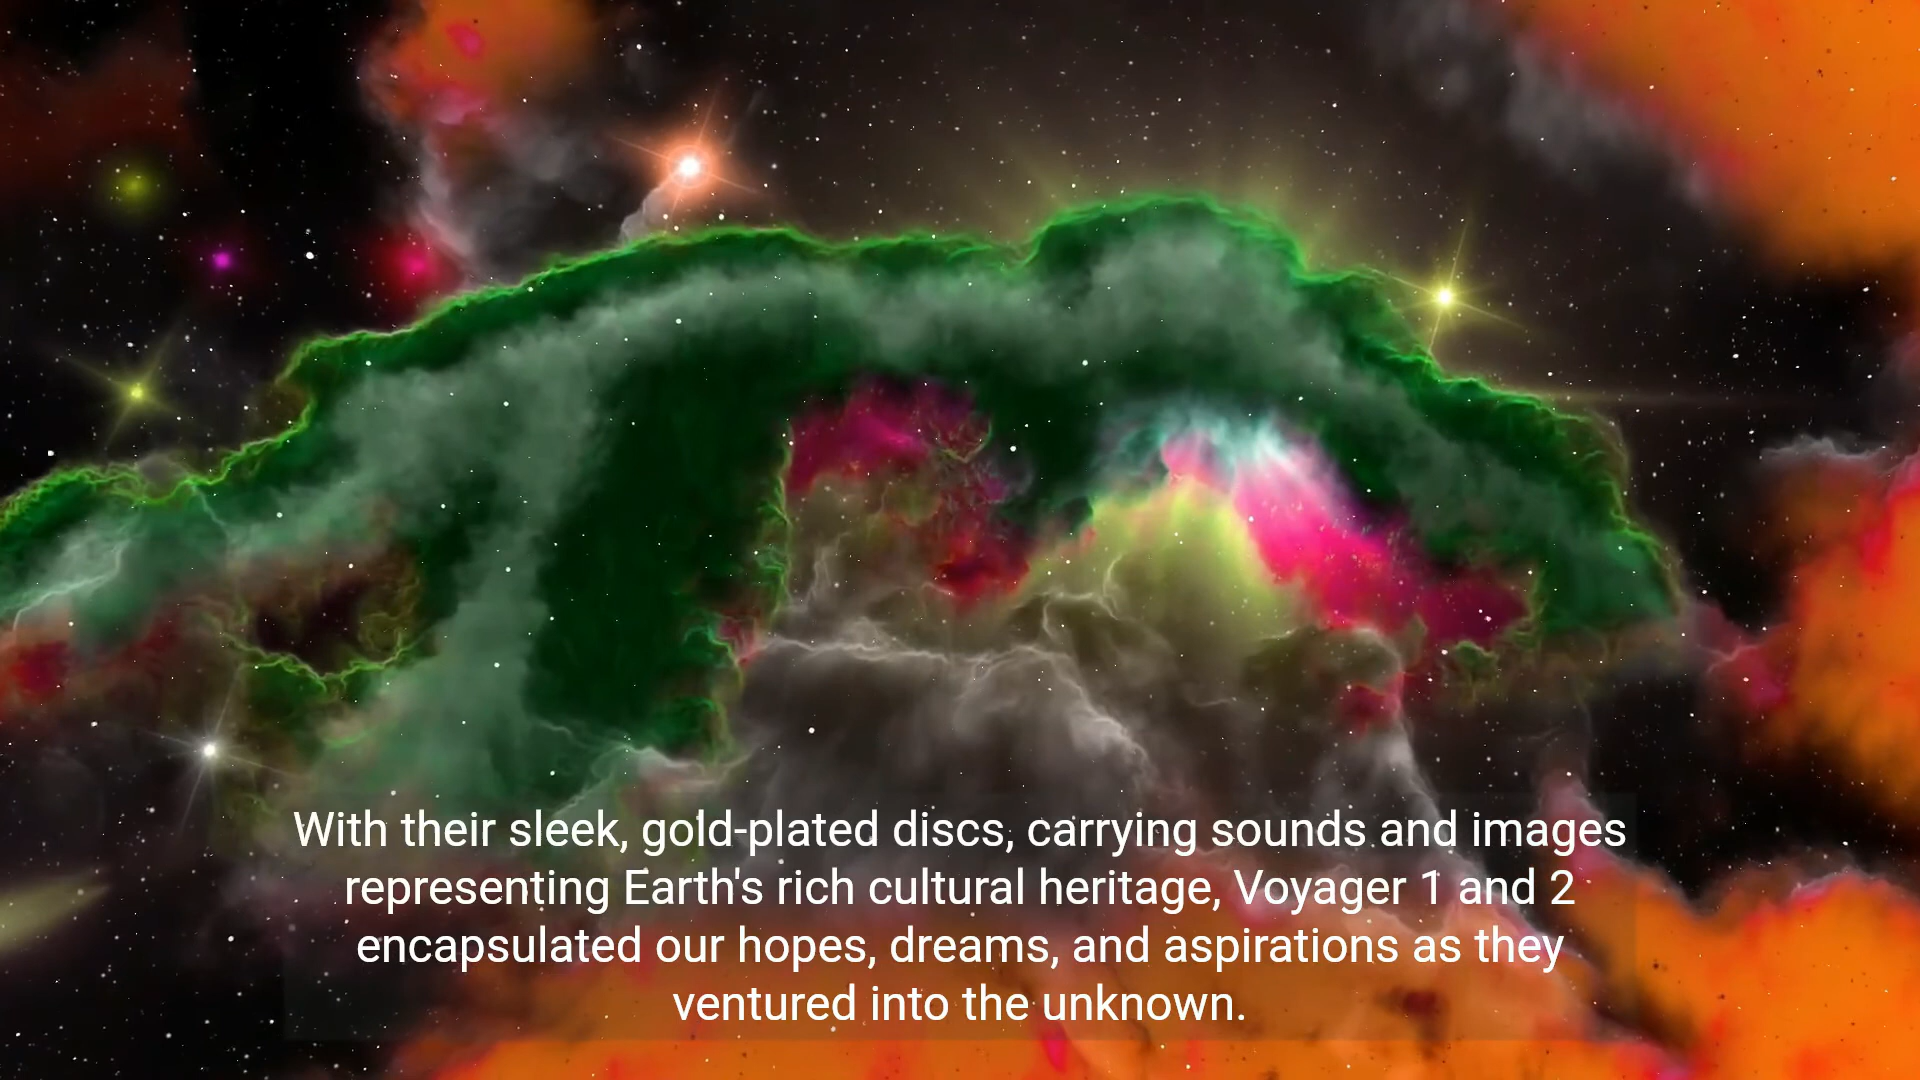 With their sleek, gold-plated discs, carrying sounds and images
representing Earth's rich cultural heritage, Voyager 1 and 2
encapsulated our hopes, dreams, and aspirations as they
ventured into the unknown.